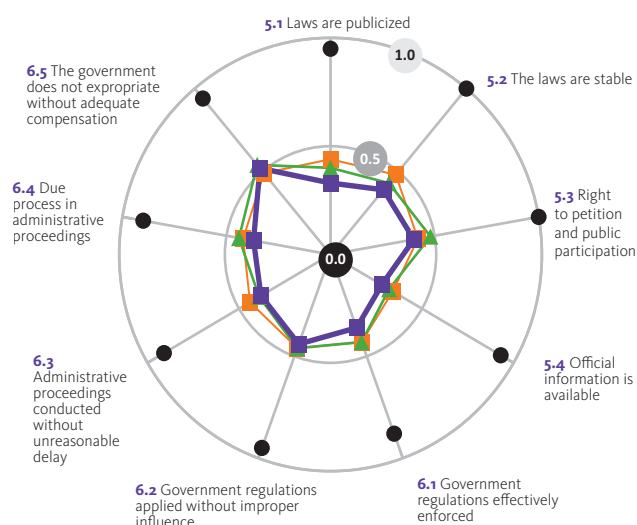 5.1 Laws are publicized
1.0
5.2 The laws are stable
0.5
5.3 Right
to petition
and public
participation
0.0
5.4 Official
information is
available
6.1 Government
regulations effectively
enforced
6.2 Government regulations
applied without improper
influence
6.3
Administrative
proceedings
conducted
without
unreasonable
delay
6.4 Due
process in
administrative
proceedings
6.5 The government
does not expropriate
without adequate
compensation